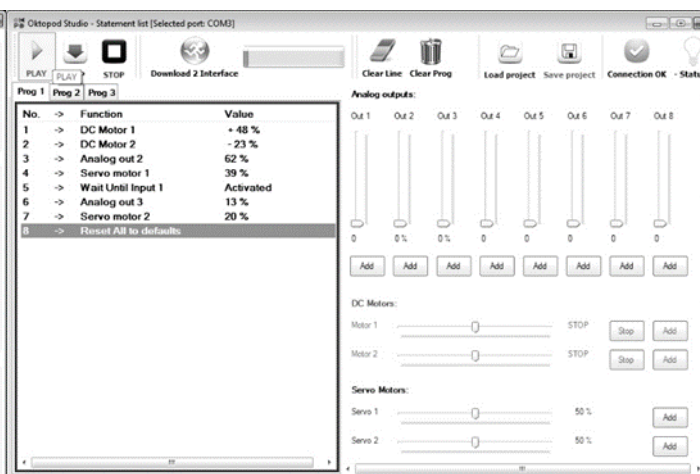 Oktopod Studio - Statement list [Selected port: COM3]
PLAY PLAY STOP Download 2 Interface Clear Line Clear Prog Load project Save project Connection OK - Statu
Prog 1 Prog 2 Prog 3
No. -> Function Value
1 -> DC Motor 1 + 48 %
2 -> DC Motor 2 - 23 %
3 -> Analog out 2 62 %
4 -> Servo motor 1 39 %
5 -> Wait Until Input 1 Activated
6 -> Analog out 3 13 %
7 -> Servo motor 2 20 %
8 -> Reset All to defaults
Analog outputs:
Out 1 Out 2 Out 3 Out 4 Out 5 Out 6 Out 7 Out 8
0 0 % 0 % 0 0 0 0 0
Add Add Add Add Add Add Add Add
DC Motors:
Motor 1 STOP Stop Add
Motor 2 STOP Stop Add
Servo Motors:
Servo 1 50 % Add
Servo 2 50 % Add